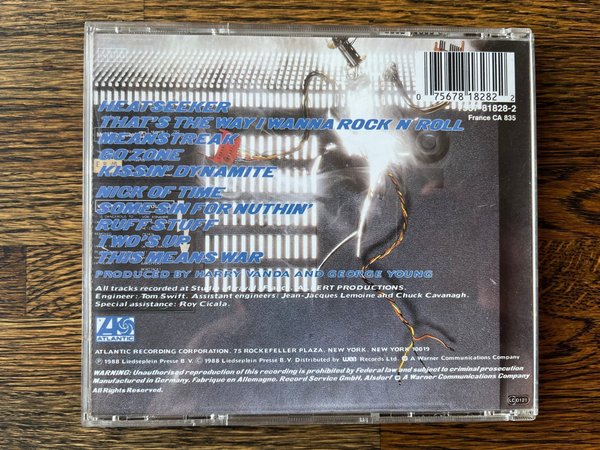 0 75678 18282 2
81828-2
France CA 835
HEATSEEKER
THAT'S THE WAY I WANNA ROCK N' ROLL
MEANSTREAK
GO ZONE
KISSIN' DYNAMITE
NICK OF TIME
SOME SIN FOR NUTHIN'
RUFF STUFF
TWO'S UP
THIS MEANS WAR
PRODUCED BY HARRY VANDA AND GEORGE YOUNG
All tracks recorded at PRODUCTIONS.
Engineer: Tom Swift. Assistant engineers: Jean-Jacques Lemoine and Chuck Cavanagh.
Special assistance: Roy Cicala.
ATLANTIC
ATLANTIC RECORDING CORPORATION, 75 ROCKEFELLER PLAZA, NEW YORK, NEW YORK 10019
Ⓟ 1988 Leidseplein Presse B.V. © 1988 Leidseplein Presse B.V. Distributed by wea Records Ltd. A Warner Communications Company
WARNING: Unauthorised reproduction of this recording is prohibited by Federal law and subject to criminal prosecution
Manufactured in Germany. Fabriqué en Allemagne. Record Service GmbH, Alsdorf A Warner Communications Company
All Rights Reserved.
LC 0121